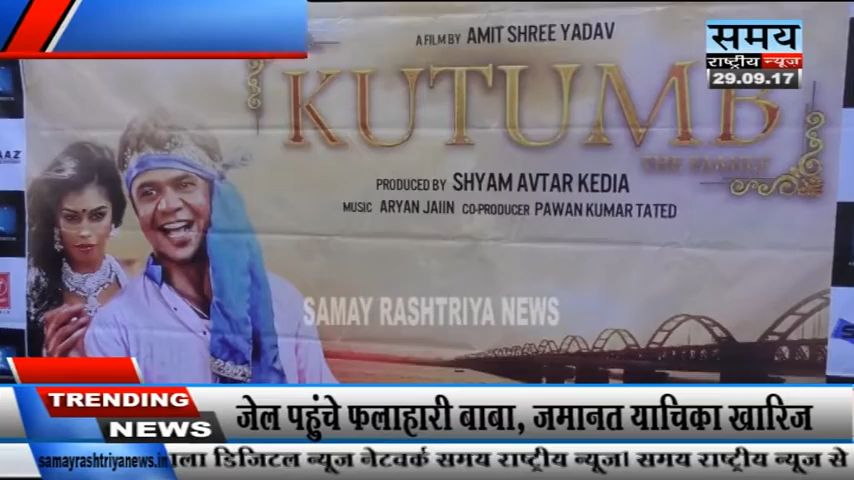 A FILM BY AMIT SHREE YADAV
समय
राष्ट्रीय न्यूज
29.09.17
KUTUMB
THE FAMILY
PRODUCED BY SHYAM AVTAR KEDIA
MUSIC ARYAN JAIIN CO-PRODUCER PAWAN KUMAR TATED
SAMAY RASHTRIYA NEWS
TRENDING
NEWS
जेल पहुंचे फलाहारी बाबा, जमानत याचिका खारिज
samayrashtriyanews.in
ला डिजिटल न्यूज नेटवर्क समय राष्ट्रीय न्यूज। समय राष्ट्रीय न्यूज से